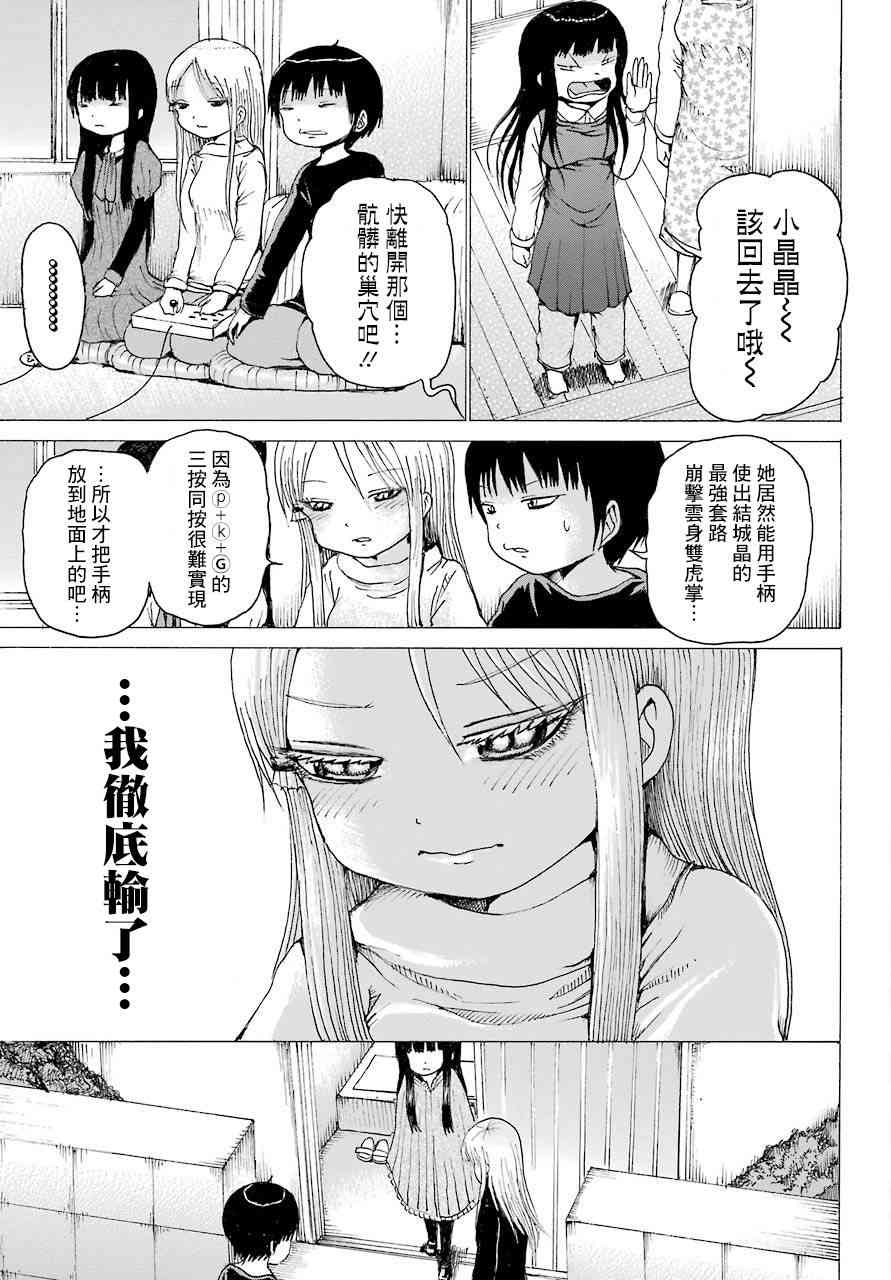 小晶晶~
該回去了哦~
快離開那個…
骯髒的巢穴吧!!
………
她居然能用手柄
使出結城晶的
最強套路
崩擊雲身雙虎掌…
因為ⓟ+ⓚ+Ⓖ的
三按同按很難實現
…所以才把手柄
放到地面上的吧…
…我徹底輸了…